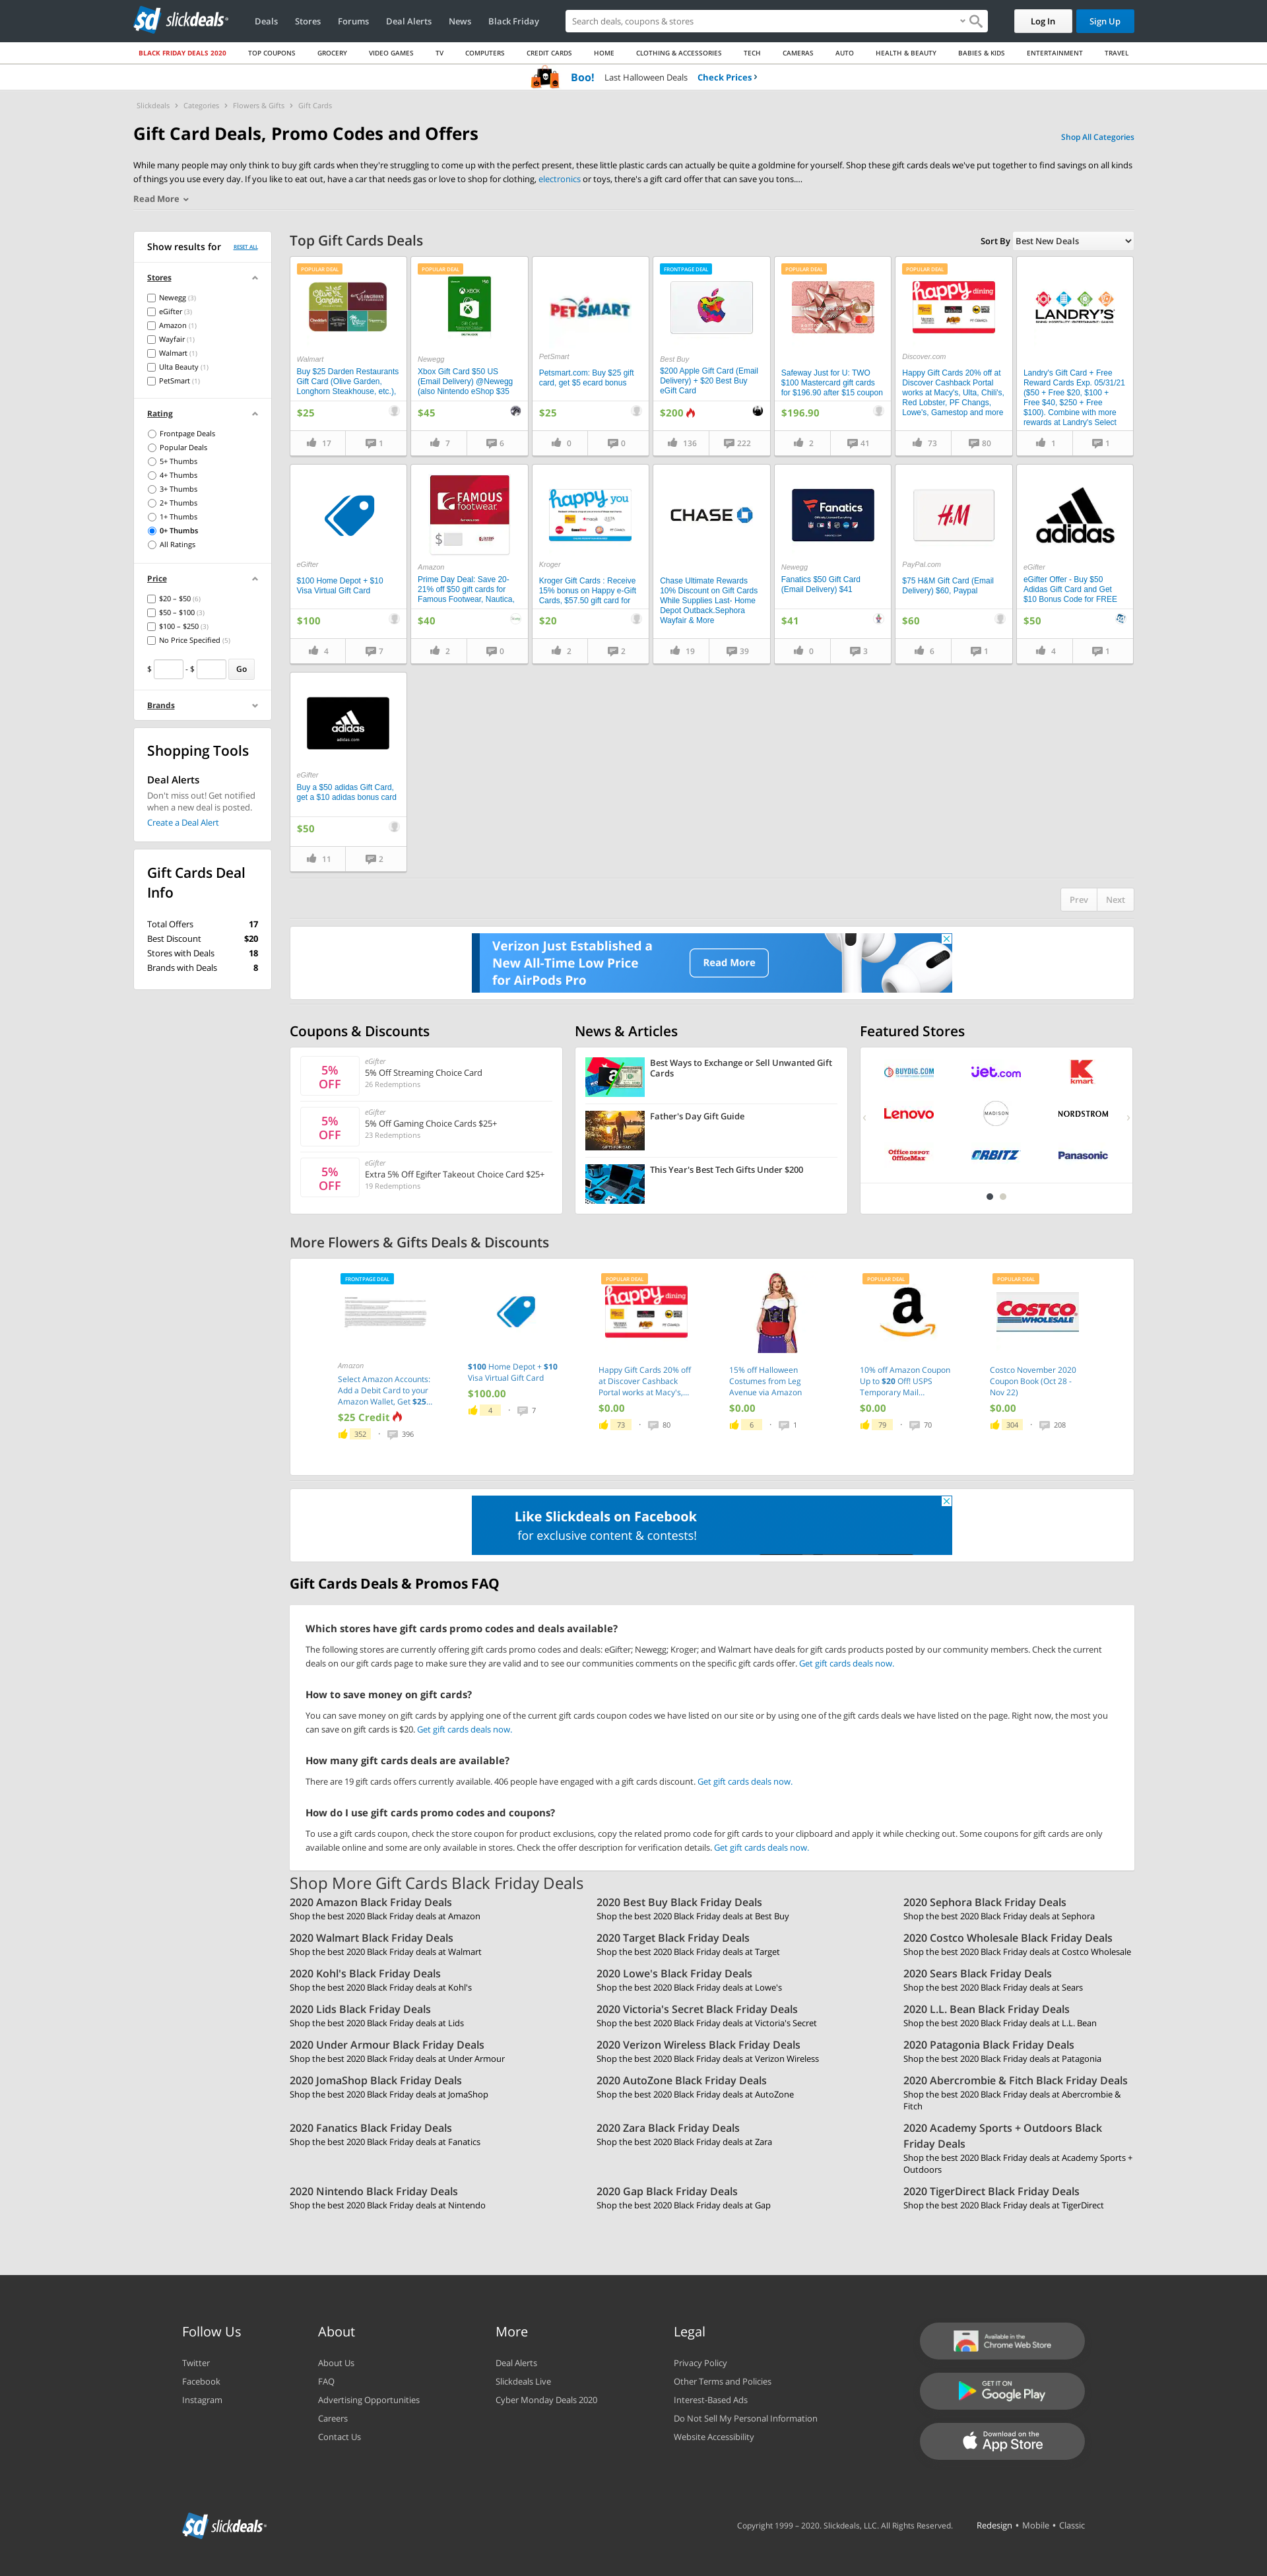 slickdeals
Deals
Stores
Forums
Deal Alerts
News
Black Friday
Search deals, coupons & stores
Log In
Sign Up
BLACK FRIDAY DEALS 2020
TOP COUPONS
GROCERY
VIDEO GAMES
TV
COMPUTERS
CREDIT CARDS
HOME
CLOTHING & ACCESSORIES
TECH
CAMERAS
AUTO
HEALTH & BEAUTY
BABIES & KIDS
ENTERTAINMENT
TRAVEL
Boo! Last Halloween Deals Check Prices
Slickdeals > Categories > Flowers & Gifts > Gift Cards
Gift Card Deals, Promo Codes and Offers
Shop All Categories
While many people may only think to buy gift cards when they're struggling to come up with the perfect present, these little plastic cards can actually be quite a goldmine for yourself. Shop these gift cards deals we've put together to find savings on all kinds
of things you use every day. If you like to eat out, have a car that needs gas or love to shop for clothing, electronics or toys, there's a gift card offer that can save you tons....
Read More
Show results for
RESET ALL
Stores
Newegg (3)
eGifter (3)
Amazon (1)
Wayfair (1)
Walmart (1)
Ulta Beauty (1)
PetSmart (1)
Rating
Frontpage Deals
Popular Deals
5+ Thumbs
4+ Thumbs
3+ Thumbs
2+ Thumbs
1+ Thumbs
0+ Thumbs
All Ratings
Price
$20 – $50 (6)
$50 – $100 (3)
$100 – $250 (3)
No Price Specified (5)
$ - $ Go
Brands
Shopping Tools
Deal Alerts
Don't miss out! Get notified
when a new deal is posted.
Create a Deal Alert
Gift Cards Deal
Info
Total Offers 17
Best Discount $20
Stores with Deals 18
Brands with Deals 8
Top Gift Cards Deals
Sort By Best New Deals
POPULAR DEAL
Olive Garden
Walmart
Buy $25 Darden Restaurants
Gift Card (Olive Garden,
Longhorn Steakhouse, etc.),
$25
17
1
POPULAR DEAL
XBOX
Newegg
Xbox Gift Card $50 US
(Email Delivery) @Newegg
(also Nintendo eShop $35
$45
7
6
PETSMART
PetSmart
Petsmart.com: Buy $25 gift
card, get $5 ecard bonus
$25
0
0
FRONTPAGE DEAL
Best Buy
$200 Apple Gift Card (Email
Delivery) + $20 Best Buy
eGift Card
$200
136
222
POPULAR DEAL
Safeway Just for U: TWO
$100 Mastercard gift cards
for $196.90 after $15 coupon
$196.90
2
41
POPULAR DEAL
happy dining
Discover.com
Happy Gift Cards 20% off at
Discover Cashback Portal
works at Macy's, Ulta, Chili's,
Red Lobster, PF Changs,
Lowe's, Gamestop and more
73
80
LANDRY'S
Landry's Gift Card + Free
Reward Cards Exp. 05/31/21
($50 + Free $20, $100 +
Free $40, $250 + Free
$100). Combine with more
rewards at Landry's Select
1
1
eGifter
$100 Home Depot + $10
Visa Virtual Gift Card
$100
4
7
FAMOUS
footwear
$
Amazon
Prime Day Deal: Save 20-
21% off $50 gift cards for
Famous Footwear, Nautica,
$40
2
0
happy you
Kroger
Kroger Gift Cards : Receive
15% bonus on Happy e-Gift
Cards, $57.50 gift card for
$20
2
2
CHASE
Chase Ultimate Rewards
10% Discount on Gift Cards
While Supplies Last- Home
Depot Outback.Sephora
Wayfair & More
19
39
Fanatics
Newegg
Fanatics $50 Gift Card
(Email Delivery) $41
$41
0
3
H&M
PayPal.com
$75 H&M Gift Card (Email
Delivery) $60, Paypal
$60
6
1
adidas
eGifter
eGifter Offer - Buy $50
Adidas Gift Card and Get
$10 Bonus Code for FREE
$50
4
1
adidas
adidas.com
eGifter
Buy a $50 adidas Gift Card,
get a $10 adidas bonus card
$50
11
2
Prev
Next
Verizon Just Established a
New All-Time Low Price
for AirPods Pro
Read More
Coupons & Discounts
5%
OFF
eGifter
5% Off Streaming Choice Card
26 Redemptions
5%
OFF
eGifter
5% Off Gaming Choice Cards $25+
23 Redemptions
5%
OFF
eGifter
Extra 5% Off Egifter Takeout Choice Card $25+
19 Redemptions
News & Articles
Best Ways to Exchange or Sell Unwanted Gift
Cards
Father's Day Gift Guide
This Year's Best Tech Gifts Under $200
Featured Stores
BUYDIG.COM
jet.com
kmart
Lenovo
MADISON
NORDSTROM
OFFICE DEPOT
OfficeMax
ORBITZ
Panasonic
More Flowers & Gifts Deals & Discounts
FRONTPAGE DEAL
Amazon
Select Amazon Accounts:
Add a Debit Card to your
Amazon Wallet, Get $25...
$25 Credit
352
396
$100 Home Depot + $10
Visa Virtual Gift Card
$100.00
4
7
POPULAR DEAL
happy dining
Happy Gift Cards 20% off
at Discover Cashback
Portal works at Macy's,...
$0.00
73
80
15% off Halloween
Costumes from Leg
Avenue via Amazon
$0.00
6
1
POPULAR DEAL
a
10% off Amazon Coupon
Up to $20 Off! USPS
Temporary Mail...
$0.00
79
70
POPULAR DEAL
COSTCO
WHOLESALE
Costco November 2020
Coupon Book (Oct 28 -
Nov 22)
$0.00
304
208
Like Slickdeals on Facebook
for exclusive content & contests!
Gift Cards Deals & Promos FAQ
Which stores have gift cards promo codes and deals available?
The following stores are currently offering gift cards promo codes and deals: eGifter; Newegg; Kroger; and Walmart have deals for gift cards products posted by our community members. Check the current
deals on our gift cards page to make sure they are valid and to see our communities comments on the specific gift cards offer. Get gift cards deals now.
How to save money on gift cards?
You can save money on gift cards by applying one of the current gift cards coupon codes we have listed on our site or by using one of the gift cards deals we have listed on the page. Right now, the most you
can save on gift cards is $20. Get gift cards deals now.
How many gift cards deals are available?
There are 19 gift cards offers currently available. 406 people have engaged with a gift cards discount. Get gift cards deals now.
How do I use gift cards promo codes and coupons?
To use a gift cards coupon, check the store coupon for product exclusions, copy the related promo code for gift cards to your clipboard and apply it while checking out. Some coupons for gift cards are only
available online and some are only available in stores. Check the offer description for verification details. Get gift cards deals now.
Shop More Gift Cards Black Friday Deals
2020 Amazon Black Friday Deals
Shop the best 2020 Black Friday deals at Amazon
2020 Best Buy Black Friday Deals
Shop the best 2020 Black Friday deals at Best Buy
2020 Sephora Black Friday Deals
Shop the best 2020 Black Friday deals at Sephora
2020 Walmart Black Friday Deals
Shop the best 2020 Black Friday deals at Walmart
2020 Target Black Friday Deals
Shop the best 2020 Black Friday deals at Target
2020 Costco Wholesale Black Friday Deals
Shop the best 2020 Black Friday deals at Costco Wholesale
2020 Kohl's Black Friday Deals
Shop the best 2020 Black Friday deals at Kohl's
2020 Lowe's Black Friday Deals
Shop the best 2020 Black Friday deals at Lowe's
2020 Sears Black Friday Deals
Shop the best 2020 Black Friday deals at Sears
2020 Lids Black Friday Deals
Shop the best 2020 Black Friday deals at Lids
2020 Victoria's Secret Black Friday Deals
Shop the best 2020 Black Friday deals at Victoria's Secret
2020 L.L. Bean Black Friday Deals
Shop the best 2020 Black Friday deals at L.L. Bean
2020 Under Armour Black Friday Deals
Shop the best 2020 Black Friday deals at Under Armour
2020 Verizon Wireless Black Friday Deals
Shop the best 2020 Black Friday deals at Verizon Wireless
2020 Patagonia Black Friday Deals
Shop the best 2020 Black Friday deals at Patagonia
2020 JomaShop Black Friday Deals
Shop the best 2020 Black Friday deals at JomaShop
2020 AutoZone Black Friday Deals
Shop the best 2020 Black Friday deals at AutoZone
2020 Abercrombie & Fitch Black Friday Deals
Shop the best 2020 Black Friday deals at Abercrombie &
Fitch
2020 Fanatics Black Friday Deals
Shop the best 2020 Black Friday deals at Fanatics
2020 Zara Black Friday Deals
Shop the best 2020 Black Friday deals at Zara
2020 Academy Sports + Outdoors Black
Friday Deals
Shop the best 2020 Black Friday deals at Academy Sports +
Outdoors
2020 Nintendo Black Friday Deals
Shop the best 2020 Black Friday deals at Nintendo
2020 Gap Black Friday Deals
Shop the best 2020 Black Friday deals at Gap
2020 TigerDirect Black Friday Deals
Shop the best 2020 Black Friday deals at TigerDirect
Follow Us
Twitter
Facebook
Instagram
About
About Us
FAQ
Advertising Opportunities
Careers
Contact Us
More
Deal Alerts
Slickdeals Live
Cyber Monday Deals 2020
Legal
Privacy Policy
Other Terms and Policies
Interest-Based Ads
Do Not Sell My Personal Information
Website Accessibility
Available in the
Chrome Web Store
GET IT ON
Google Play
Download on the
App Store
slickdeals
Copyright 1999 – 2020. Slickdeals, LLC. All Rights Reserved.
Redesign • Mobile • Classic